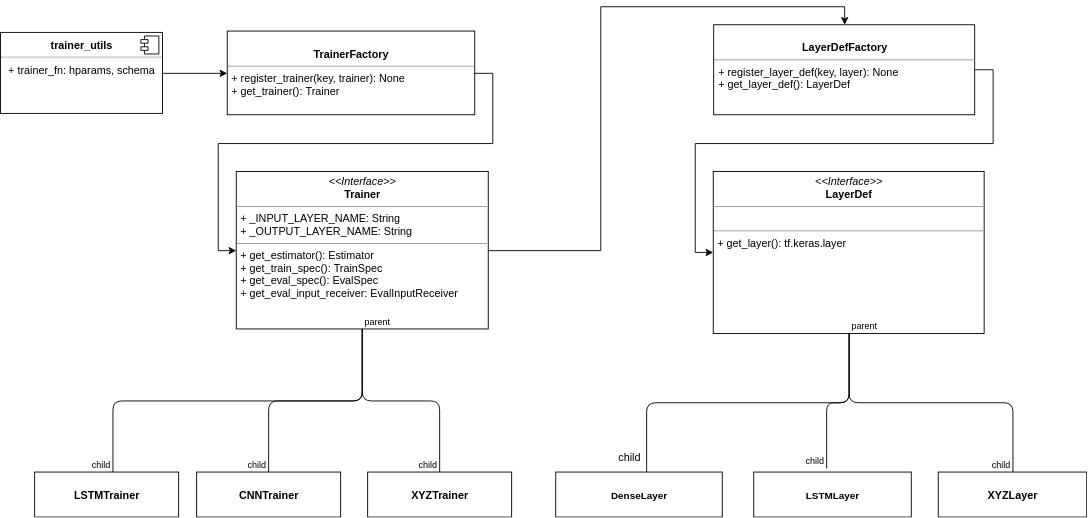 trainer_utils
+ trainer_fn: hparams, schema
TrainerFactory
+ register_trainer(key, trainer): None
+ get_trainer(): Trainer
LayerDefFactory
+ register_layer_def(key, layer): None
+ get_layer_def(): LayerDef
<<Interface>>
Trainer
+ _INPUT_LAYER_NAME: String
+ _OUTPUT_LAYER_NAME: String
+ get_estimator(): Estimator
+ get_train_spec(): TrainSpec
+ get_eval_spec(): EvalSpec
+ get_eval_input_receiver: EvalInputReceiver
parent
<<Interface>>
LayerDef
+ get_layer(): tf.keras.layer
parent
child
LSTMTrainer
child
CNNTrainer
child
XYZTrainer
child
DenseLayer
child
LSTMLayer
child
XYZLayer